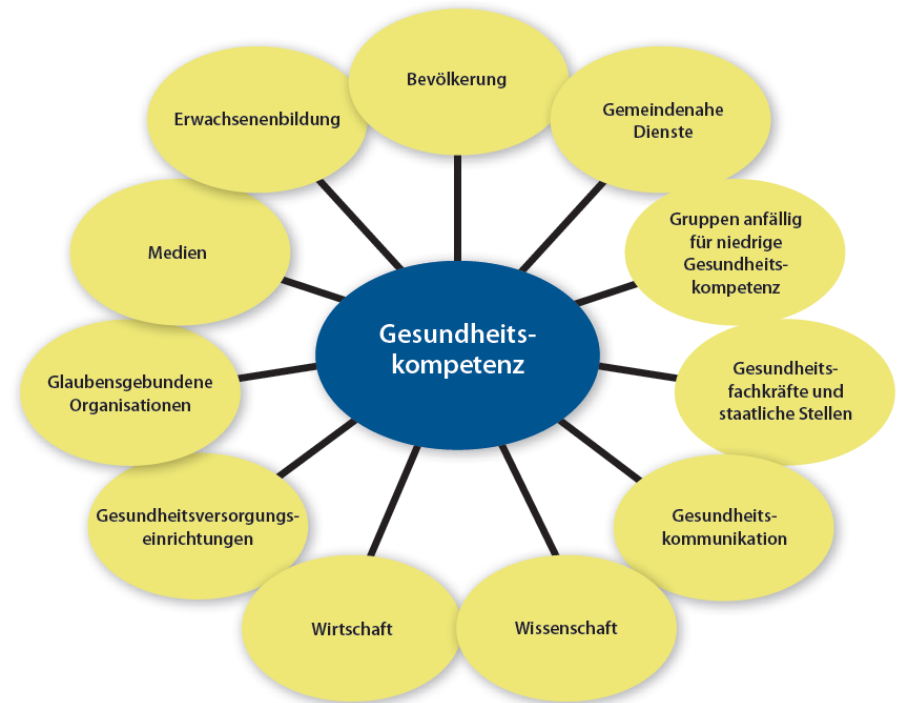 Bevölkerung
Gemeindenahe
Dienste
Gruppen anfällig
für niedrige
Gesundheits-
kompetenz
Gesundheits-
fachkräfte und
staatliche Stellen
Gesundheits-
kommunikation
Wissenschaft
Wirtschaft
Gesundheitsversorgungs-
einrichtungen
Glaubensgebundene
Organisationen
Medien
Erwachsenenbildung
Gesundheits-
kompetenz